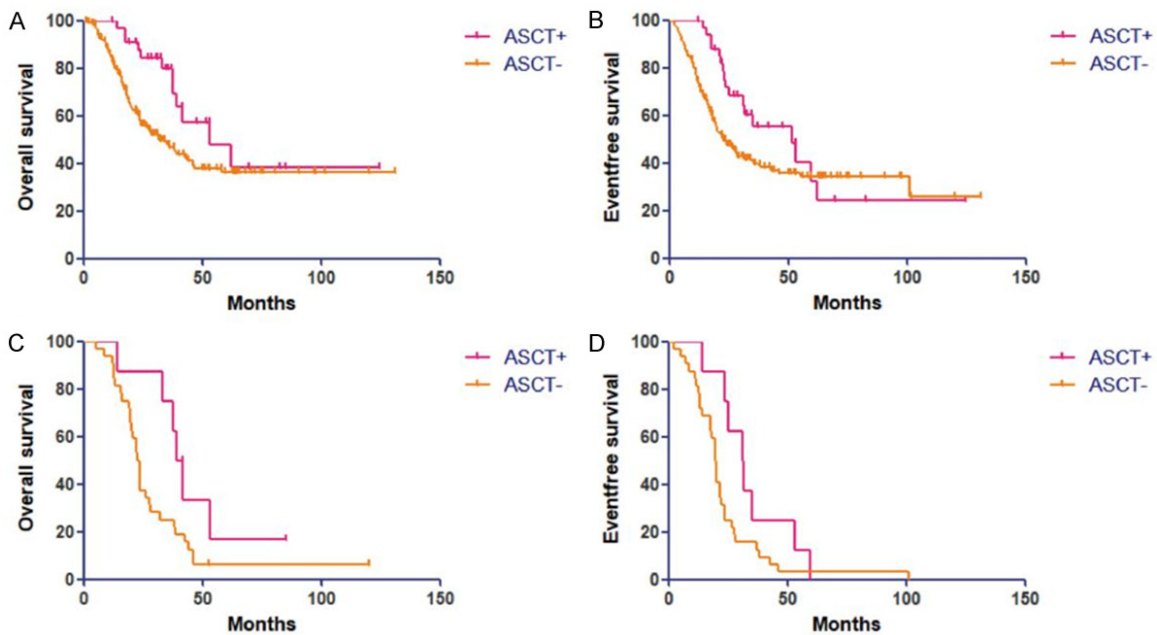 A
Overall survival
100
80
60
40
20
0
0 50 100 150
Months
ASCT+
ASCT-
B
Eventfree survival
100
80
60
40
20
0
0 50 100 150
Months
ASCT+
ASCT-
C
Overall survival
100
80
60
40
20
0
0 50 100 150
Months
ASCT+
ASCT-
D
Eventfree survival
100
80
60
40
20
0
0 50 100 150
Months
ASCT+
ASCT-